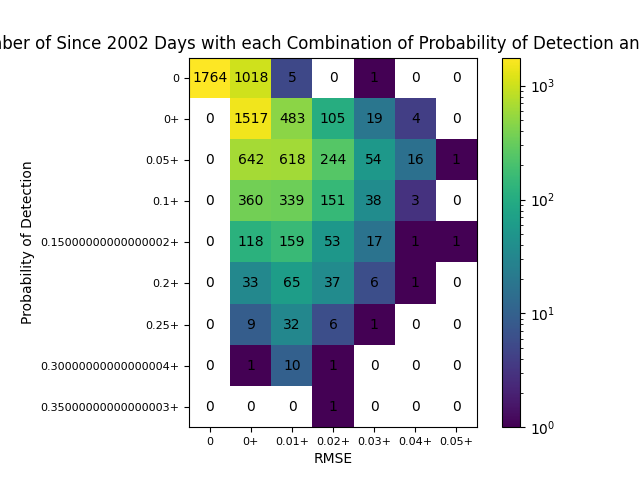 ber of Since 2002 Days with each Combination of Probability of Detection an
0 1764 1018 5 0 1 0 0
0+ 0 1517 483 105 19 4 0
0.05+ 0 642 618 244 54 16 1
0.1+ 0 360 339 151 38 3 0
0.15000000000000002+ 0 118 159 53 17 1 1
0.2+ 0 33 65 37 6 1 0
0.25+ 0 9 32 6 1 0 0
0.30000000000000004+ 0 1 10 1 0 0 0
0.35000000000000003+ 0 0 0 1 0 0 0
0 0+ 0.01+ 0.02+ 0.03+ 0.04+ 0.05+
RMSE
Probability of Detection
10³
10²
10¹
10⁰